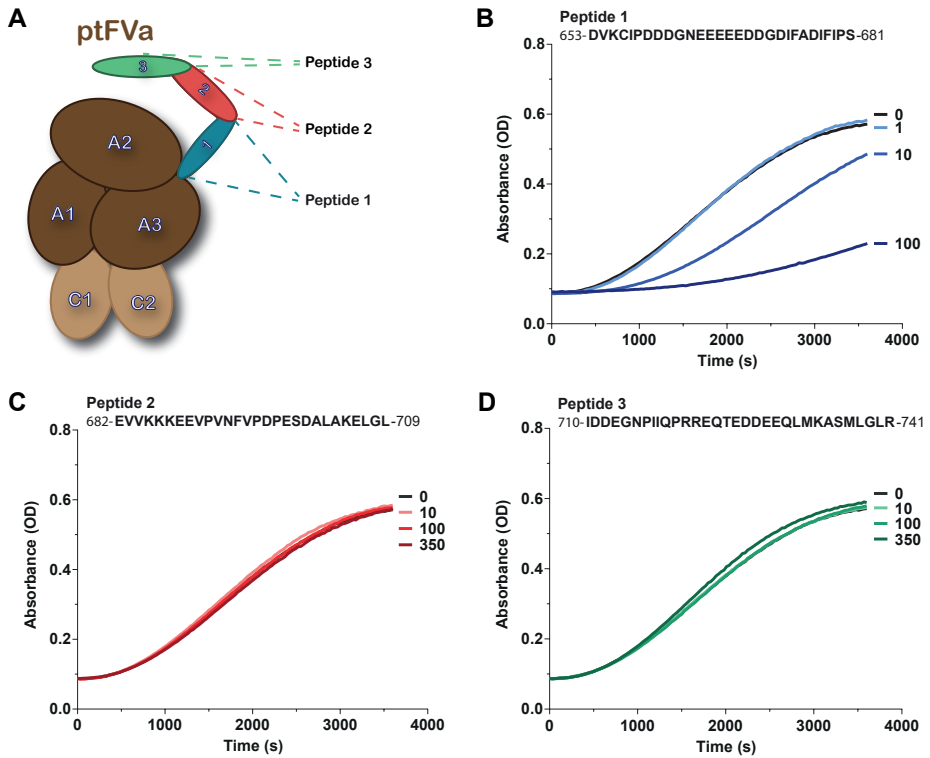 A
ptFVa
3
2
1
A2
A1
A3
C1
C2
Peptide 3
Peptide 2
Peptide 1
B
Peptide 1
653-DVKCIPDDDGNEEEEEDDGDIFADIFIPS-681
Absorbance (OD)
0.8
0.6
0.4
0.2
0.0
0
1000
2000
3000
4000
Time (s)
0
1
10
100
C
Peptide 2
682-EVVKKKEEVPVNFVPDPESDALAKELGL-709
Absorbance (OD)
0.8
0.6
0.4
0.2
0.0
0
1000
2000
3000
4000
Time (s)
0
10
100
350
D
Peptide 3
710-IDDEGNPIIQPRREQTEDDEEQLMKASMLGLR-741
Absorbance (OD)
0.8
0.6
0.4
0.2
0.0
0
1000
2000
3000
4000
Time (s)
0
10
100
350